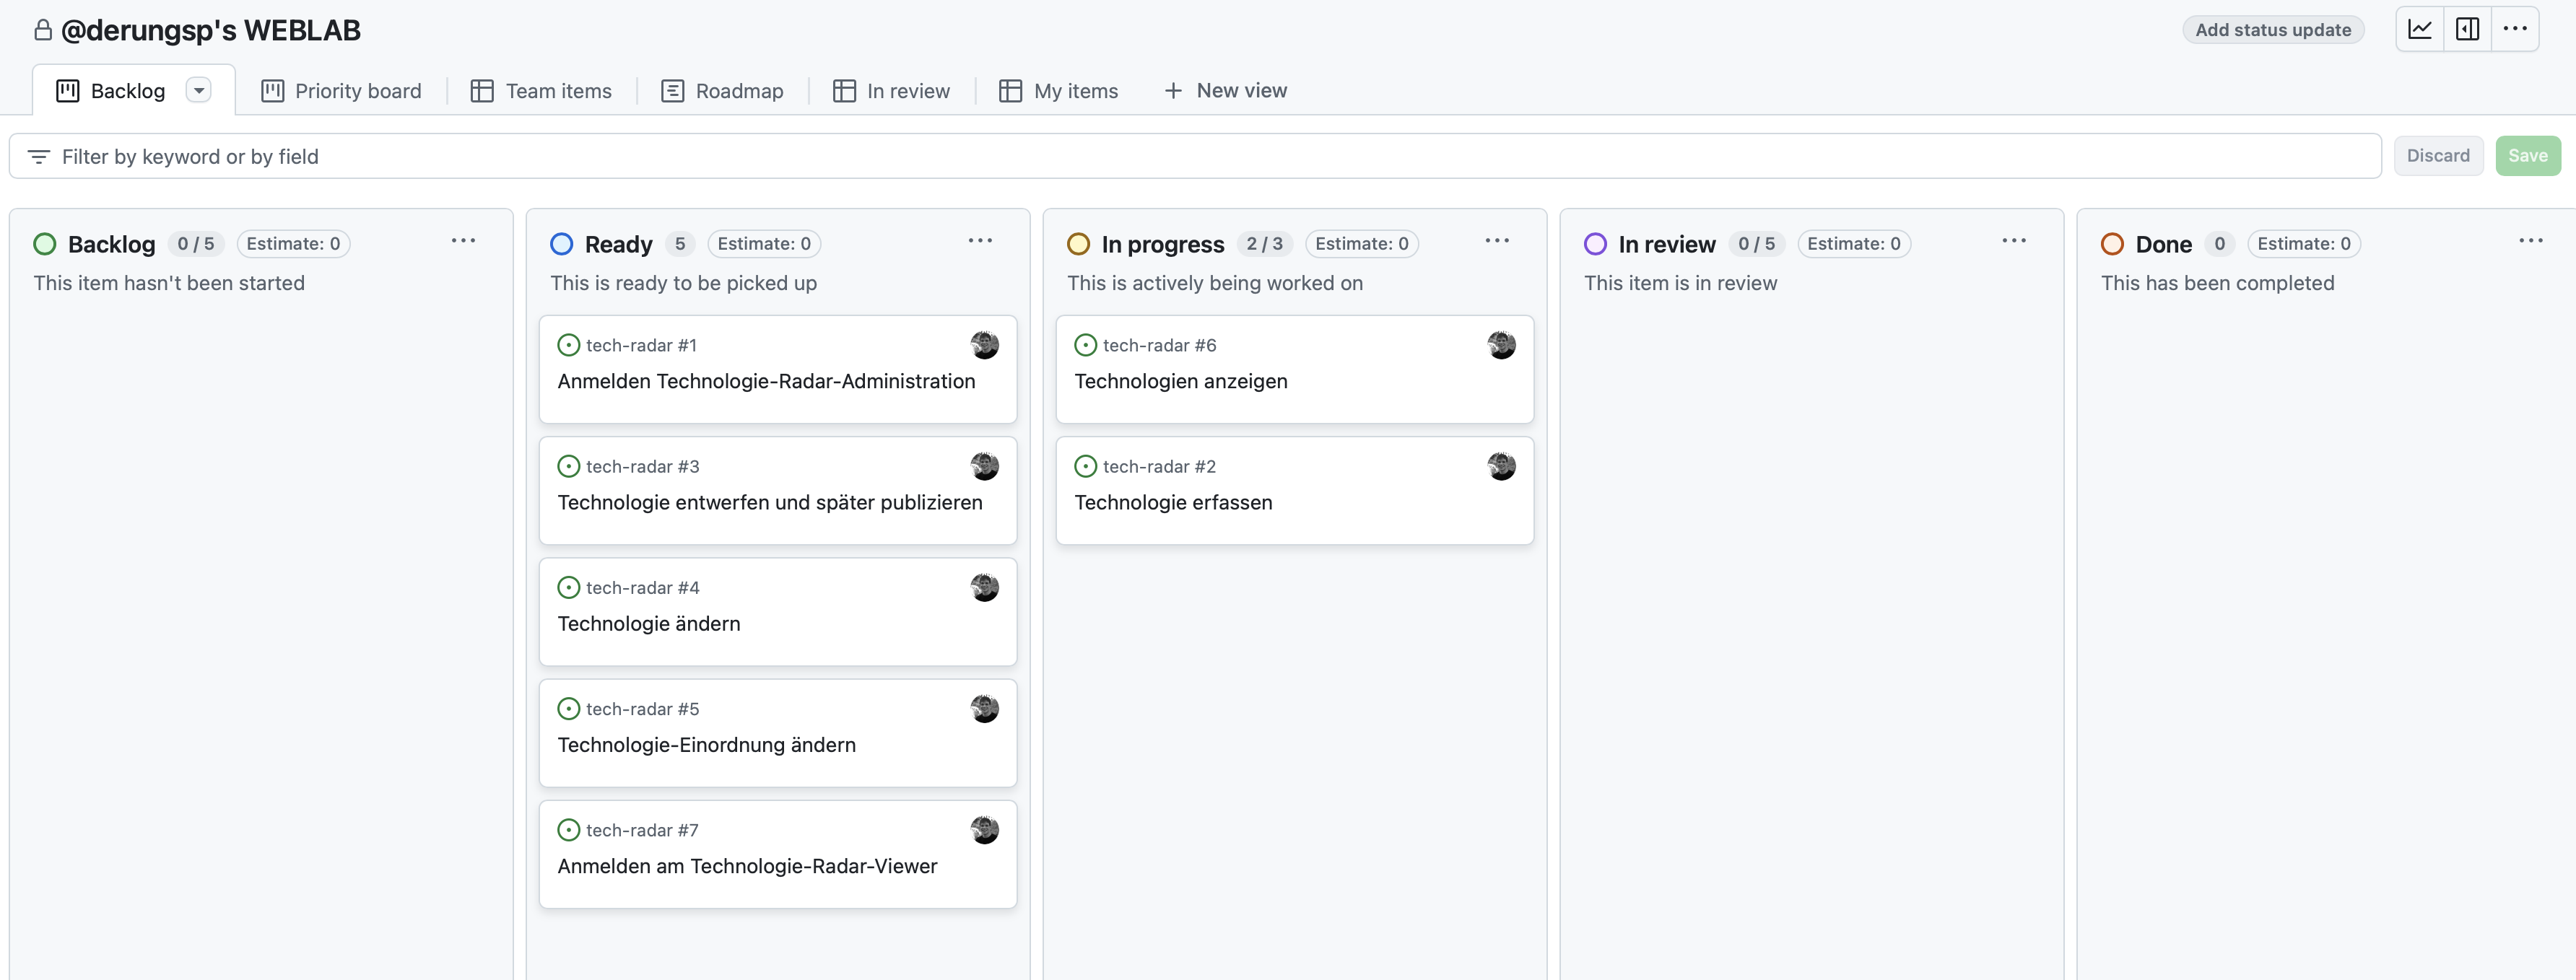 @derungsp's WEBLAB
Add status update
Backlog
Priority board
Team items
Roadmap
In review
My items
New view
Filter by keyword or by field
Discard
Save
Backlog 0 / 5 Estimate: 0
This item hasn't been started
Ready 5 Estimate: 0
This is ready to be picked up
tech-radar #1
Anmelden Technologie-Radar-Administration
tech-radar #3
Technologie entwerfen und später publizieren
tech-radar #4
Technologie ändern
tech-radar #5
Technologie-Einordnung ändern
tech-radar #7
Anmelden am Technologie-Radar-Viewer
In progress 2 / 3 Estimate: 0
This is actively being worked on
tech-radar #6
Technologien anzeigen
tech-radar #2
Technologie erfassen
In review 0 / 5 Estimate: 0
This item is in review
Done 0 Estimate: 0
This has been completed